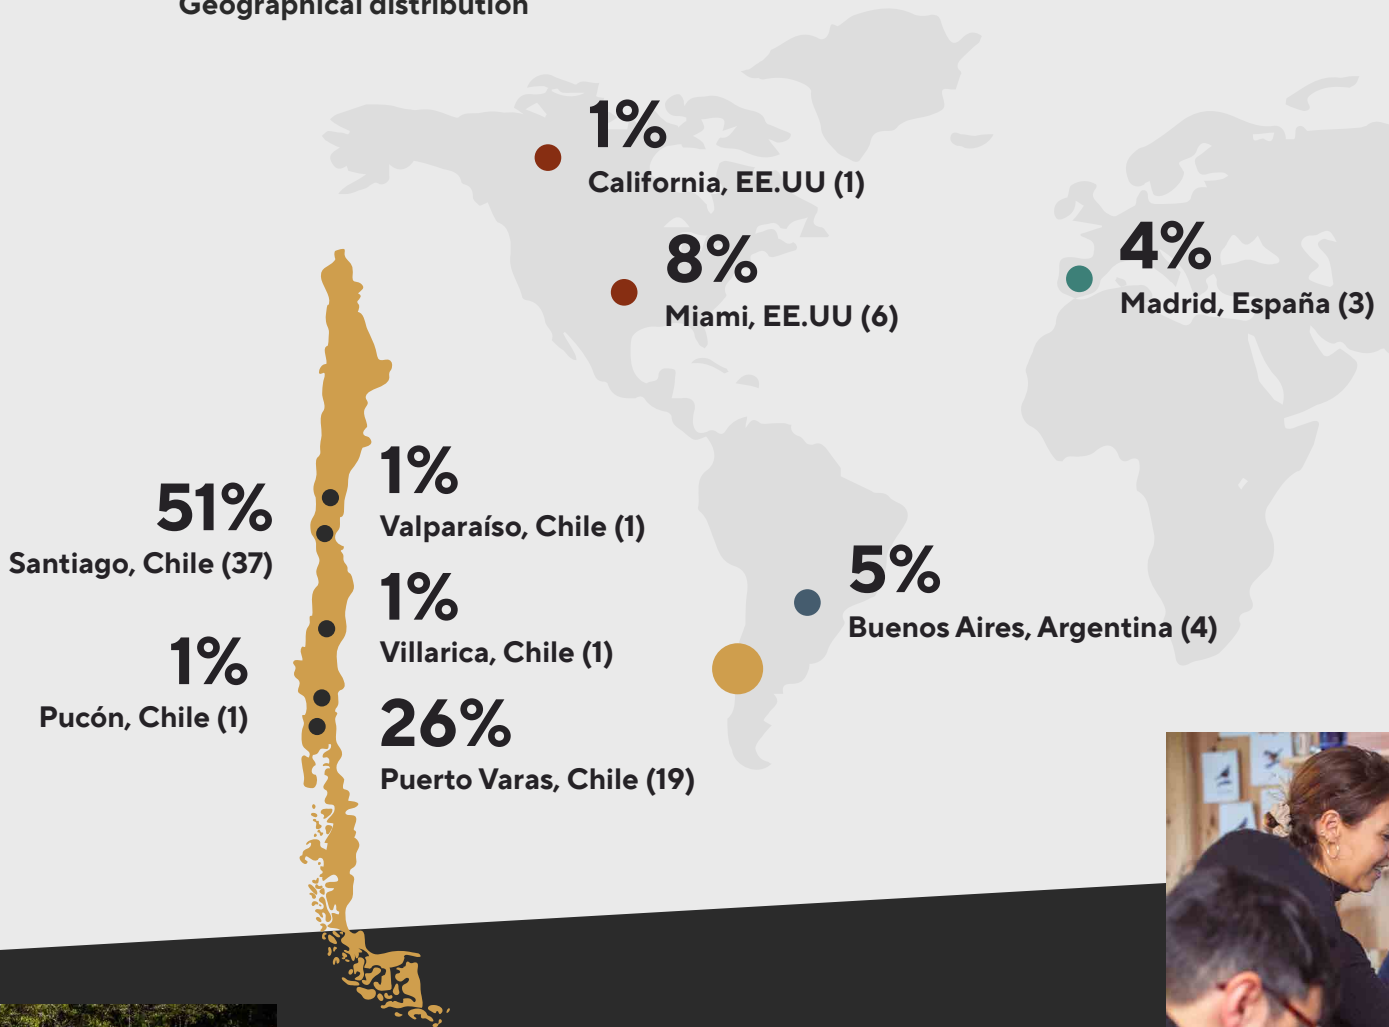 Geographical distribution
1%
California, EE.UU (1)
8%
Miami, EE.UU (6)
4%
Madrid, España (3)
51%
Santiago, Chile (37)
1%
Valparaíso, Chile (1)
1%
Villarica, Chile (1)
1%
Pucón, Chile (1)
26%
Puerto Varas, Chile (19)
5%
Buenos Aires, Argentina (4)